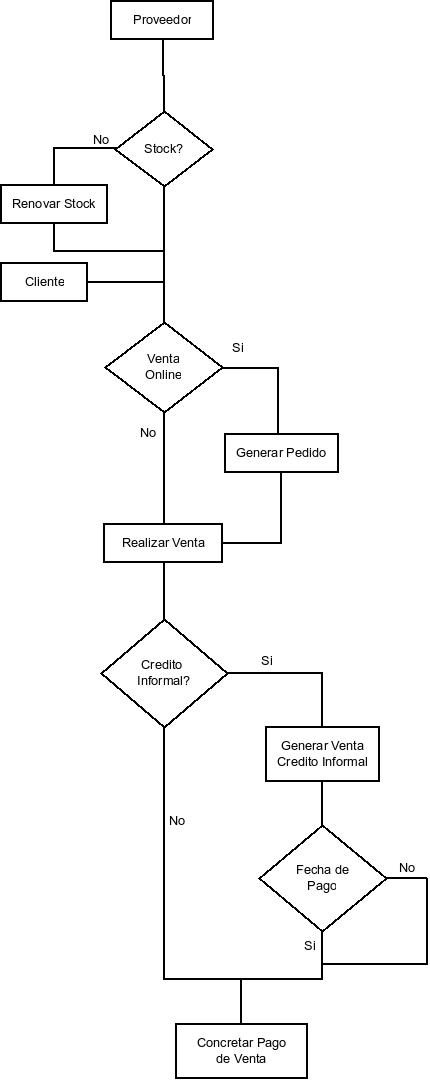 Proveedor
No
Stock?
Renovar Stock
Cliente
Venta
Online
Si
No
Generar Pedido
Realizar Venta
Credito
Informal?
Si
Generar Venta
Credito Informal
No
Fecha de
Pago
No
Si
Concretar Pago
de Venta